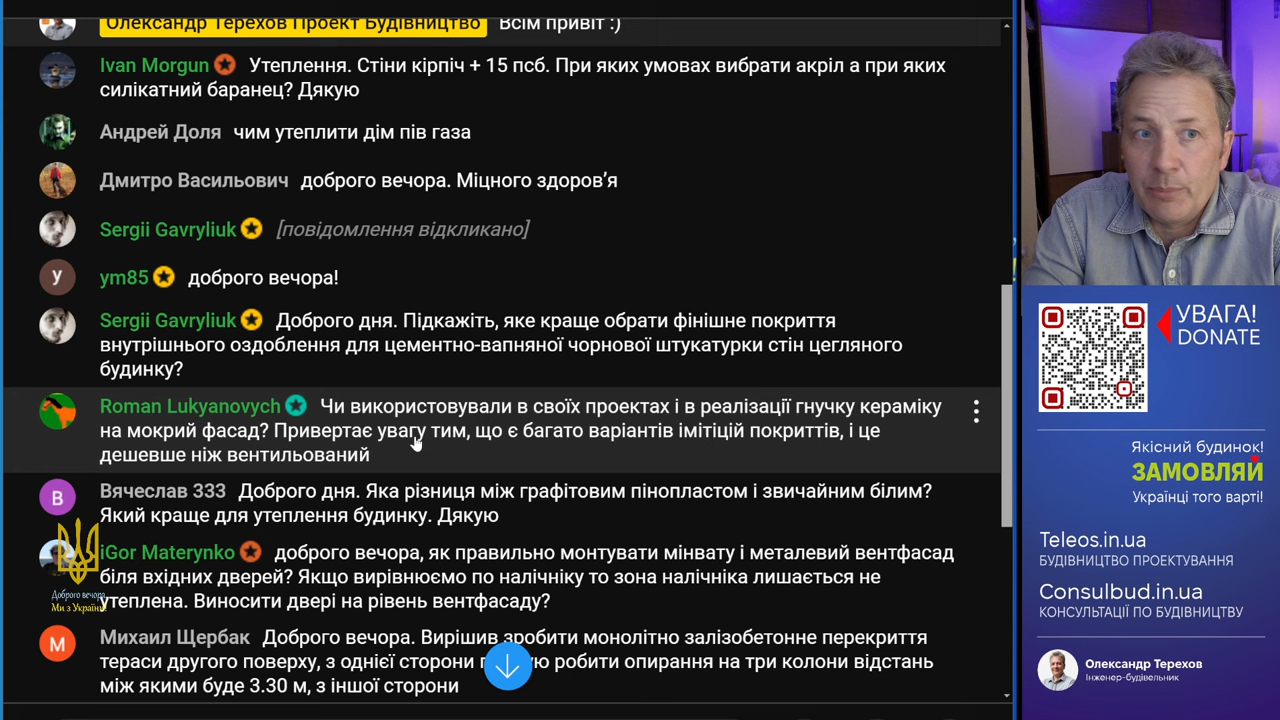 Олександр Терехов Проект Будівництво Всім привіт :)
Ivan Morgun Утеплення. Стіни кірпіч + 15 псб. При яких умовах вибрати акріл а при яких
силікатний баранец? Дякую
Андрей Доля чим утеплити дім пів газа
Дмитро Васильович доброго вечора. Міцного здоров’я
Sergii Gavryliuk [повідомлення відкликано]
У
ym85 доброго вечора!
Sergii Gavryliuk Доброго дня. Підкажіть, яке краще обрати фінішне покриття
внутрішнього оздоблення для цементно-вапняної чорнової штукатурки стін цегляного
будинку?
Roman Lukyanovych Чи використовували в своїх проектах і в реалізації гнучку кераміку
на мокрий фасад? Привертає увагу тим, що є багато варіантів імітіцій покриттів, і це
дешевше ніж вентильований
В
Вячеслав 333 Доброго дня. Яка різниця між графітовим пінопластом і звичайним білим?
Який краще для утеплення будинку. Дякую
iGor Materynko доброго вечора, як правильно монтувати мінвату і металевий вентфасад
біля вхідних дверей? Якщо вирівнюємо по налічніку то зона налічніка лишається не
утеплена. Виносити двері на рівень вентфасаду?
Доброго вечора
Ми з України
М
Михаил Щербак Доброго вечора. Вирішив зробити монолітно залізобетонне перекриття
тераси другого поверху, з однієї сторони робити опирання на три колони відстань
між якими буде 3.30 м, з іншої сторони
УВАГА!
DONATE
Якісний будинок!
ЗАМОВЛЯЙ
Українці того варті!
Teleos.in.ua
БУДІВНИЦТВО ПРОЕКТУВАННЯ
Consulbud.in.ua
КОНСУЛЬТАЦІЇ ПО БУДІВНИЦТВУ
Олександр Терехов
Інженер-будівельник